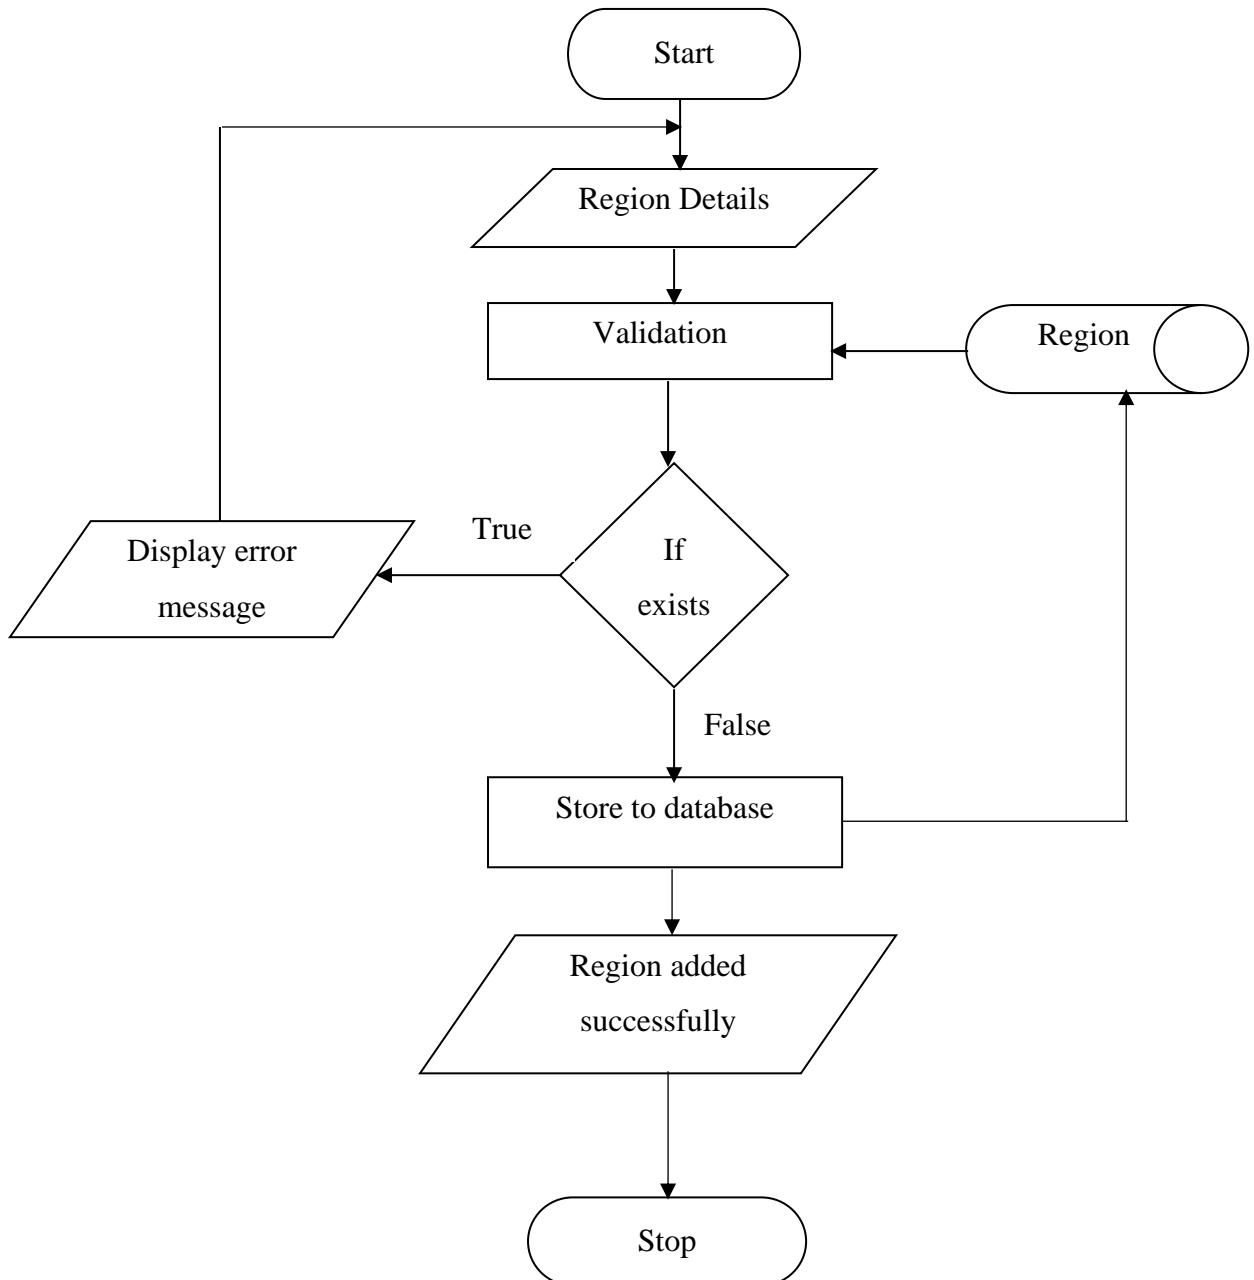 Start
Region Details
Validation
Region
True
Display error
message
If
exists
False
Store to database
Region added
successfully
Stop